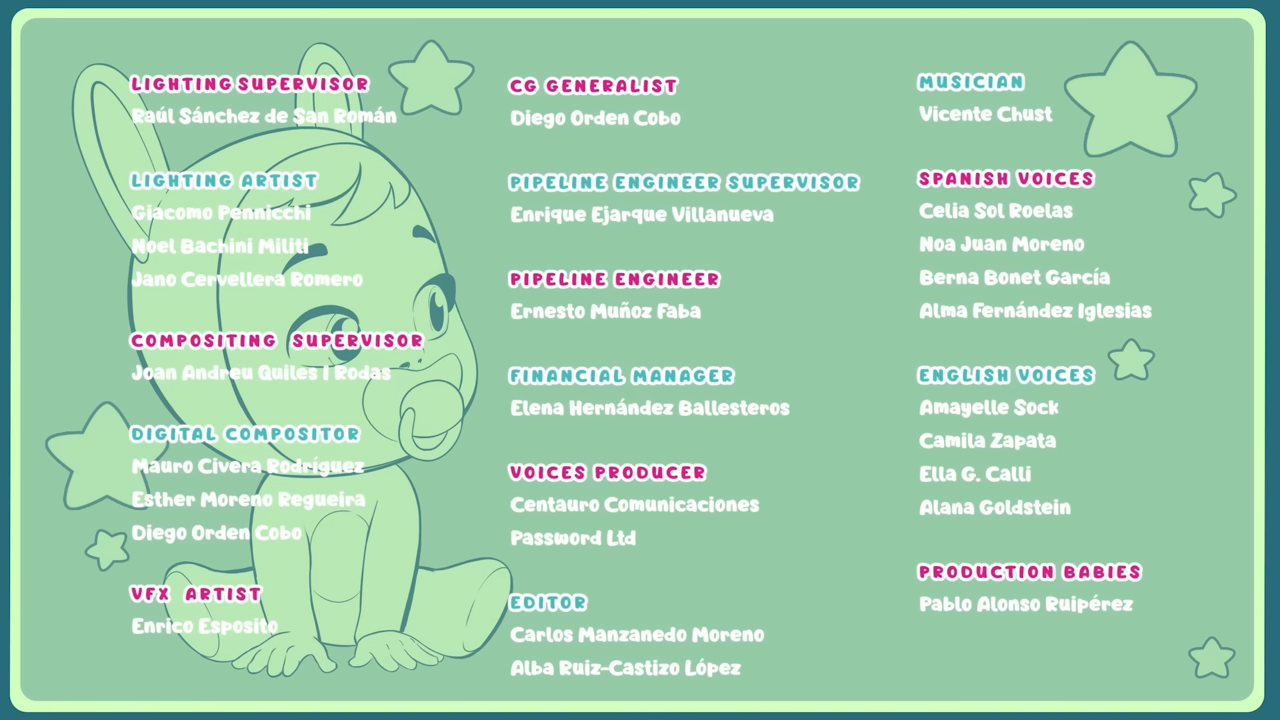 LIGHTING SUPERVISOR
Raúl Sánchez de San Román
LIGHTING ARTIST
Giacomo Pennicchi
Noel Bachini Militi
Jano Cervellera Romero
COMPOSITING SUPERVISOR
Joan Andreu Quiles I Rodas
DIGITAL COMPOSITOR
Mauro Civera Rodríguez
Esther Moreno Regueira
Diego Orden Cobo
VFX ARTIST
Enrico Esposito
CG GENERALIST
Diego Orden Cobo
PIPELINE ENGINEER SUPERVISOR
Enrique Ejarque Villanueva
PIPELINE ENGINEER
Ernesto Muñoz Faba
FINANCIAL MANAGER
Elena Hernández Ballesteros
VOICES PRODUCER
Centauro Comunicaciones
Password Ltd
EDITOR
Carlos Manzanedo Moreno
Alba Ruiz-Castizo López
MUSICIAN
Vicente Chust
SPANISH VOICES
Celia Sol Roelas
Noa Juan Moreno
Berna Bonet García
Alma Fernández Iglesias
ENGLISH VOICES
Amayelle Sock
Camila Zapata
Ella G. Calli
Alana Goldstein
PRODUCTION BABIES
Pablo Alonso Ruipérez